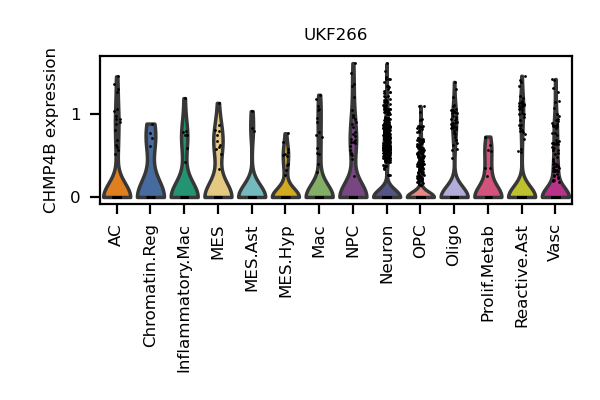 UKF266
CHMP4B expression
1
0
AC
Chromatin.Reg
Inflammatory.Mac
MES
MES.Ast
MES.Hyp
Mac
NPC
Neuron
OPC
Oligo
Prolif.Metab
Reactive.Ast
Vasc